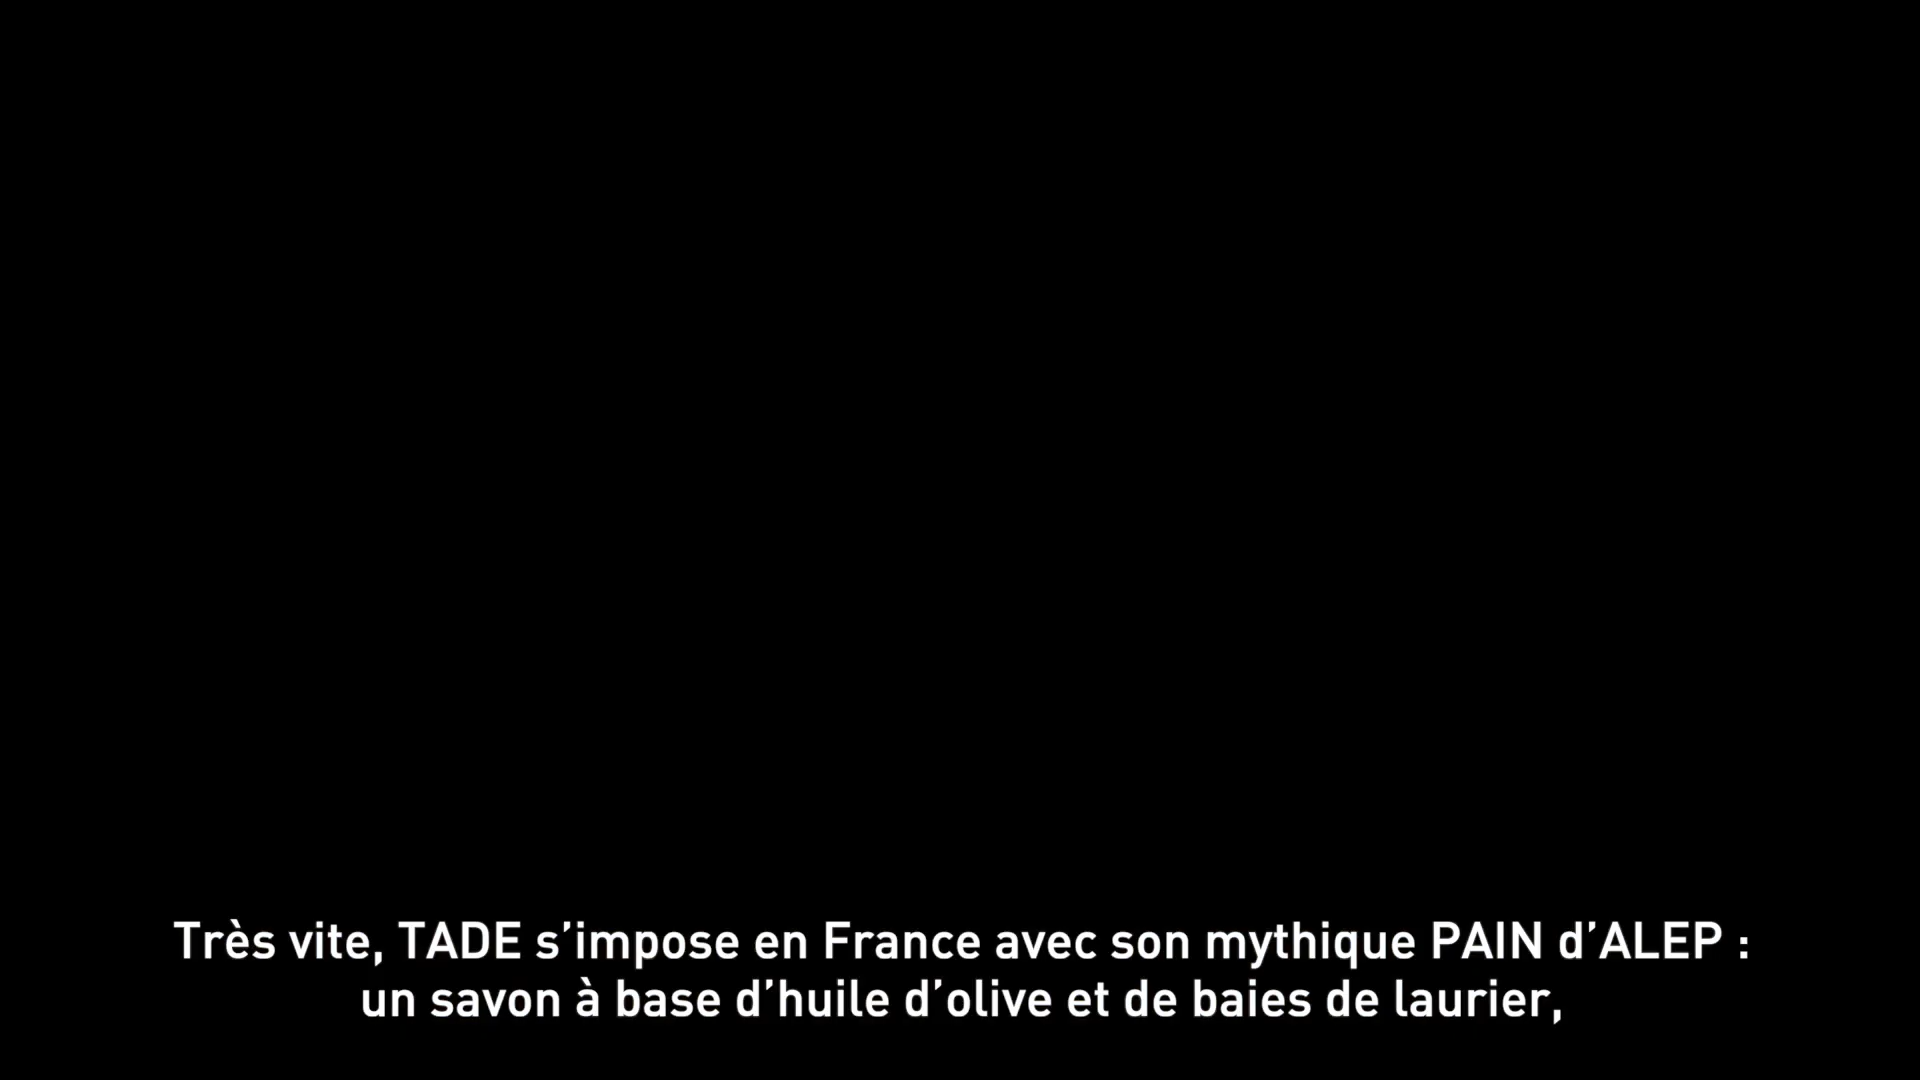 Très vite, TADE s’impose en France avec son mythique PAIN d’ALEP :
un savon à base d’huile d’olive et de baies de laurier,